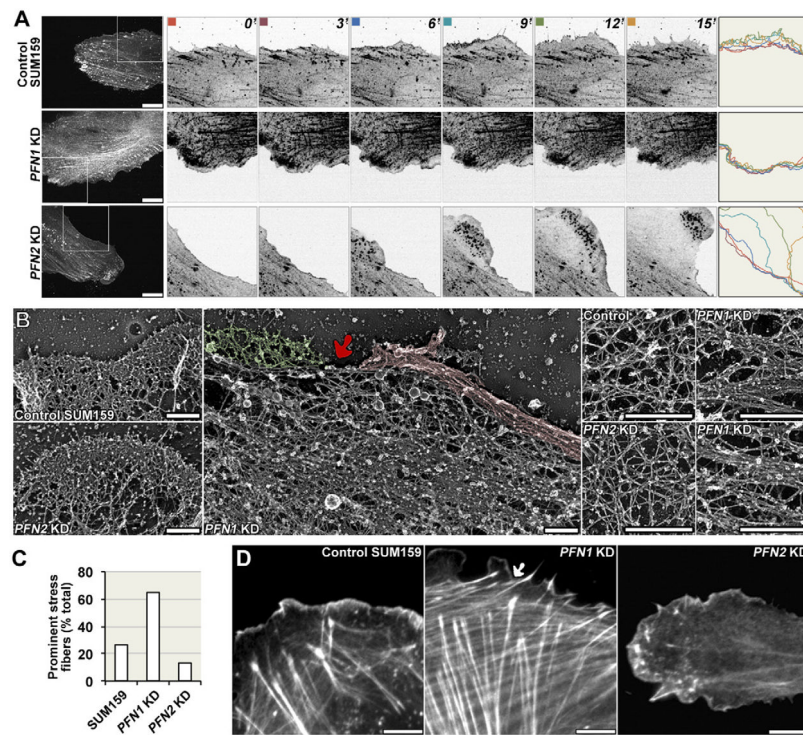 A
Control
SUM159
0' 3' 6' 9' 12' 15'
PFN1 KD
PFN2 KD
B
Control SUM159
PFN2 KD
PFN1 KD
Control
PFN1 KD
PFN2 KD
PFN1 KD
C
Prominent stress
fibers (% total)
80
60
40
20
0
SUM159
PFN1 KD
PFN2 KD
D
Control SUM159
PFN1 KD
PFN2 KD